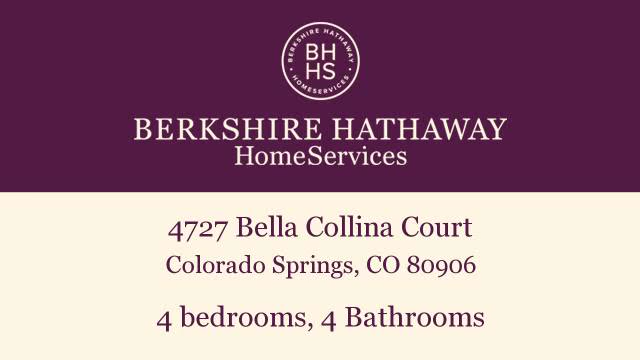 BERKSHIRE HATHAWAY
BH
HS
HOMESERVICES
BERKSHIRE HATHAWAY
HomeServices
4727 Bella Collina Court
Colorado Springs, CO 80906
4 bedrooms, 4 Bathrooms